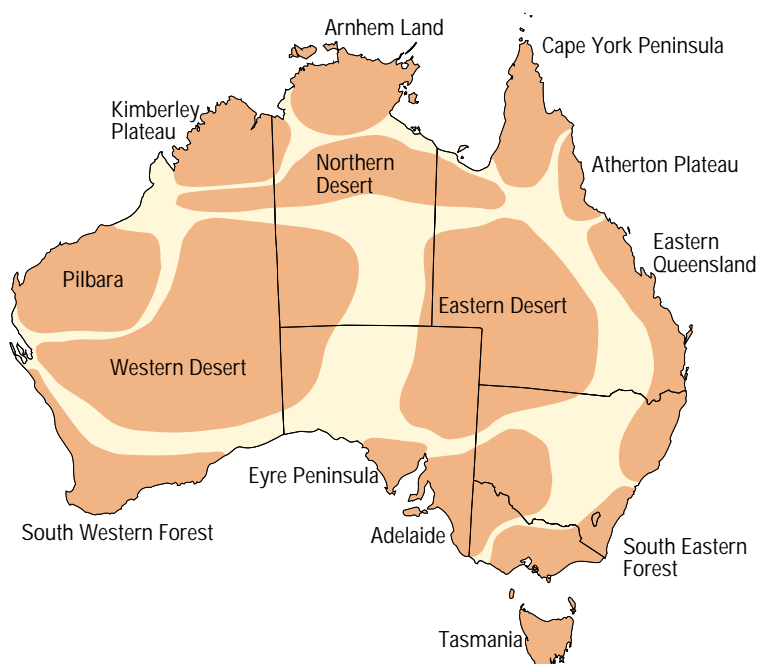 Arnhem Land
Cape York Peninsula
Kimberley
Plateau
Northern
Desert
Atherton Plateau
Eastern
Queensland
Pilbara
Eastern Desert
Western Desert
Eyre Peninsula
South Western Forest
Adelaide
South Eastern
Forest
Tasmania